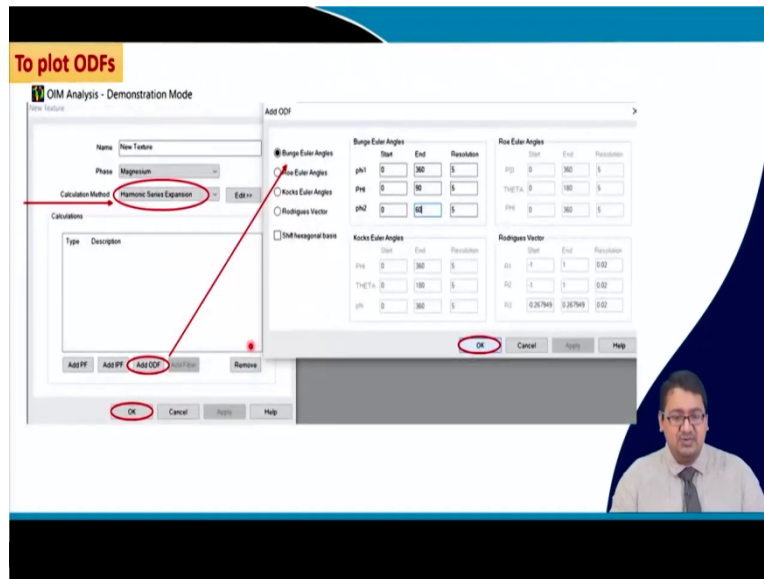 To plot ODFs
OIM Analysis - Demonstration Mode
New Texture
Name New Texture
Phase Magnesium
Calculation Method Harmonic Series Expansion Edit >>
Calculations
Type Description
Add PF Add IPF Add ODF Add Filter Remove
OK Cancel Apply Help
Add ODF
Bunge Euler Angles
Roe Euler Angles
Kocks Euler Angles
Rodrigues Vector
Shift hexagonal basis
Bunge Euler Angles
Start End Resolution
phi1 0 360 5
PHI 0 90 5
phi2 0 60 5
Roe Euler Angles
Start End Resolution
PSI 0 360 5
THETA 0 180 5
PHI 0 360 5
Kocks Euler Angles
Start End Resolution
PHI 0 360 5
THETA 0 180 5
phi 0 360 5
Rodrigues Vector
Start End Resolution
R1 -1 1 0.02
R2 -1 1 0.02
R3 -0.267949 0.267949 0.02
OK Cancel Apply Help